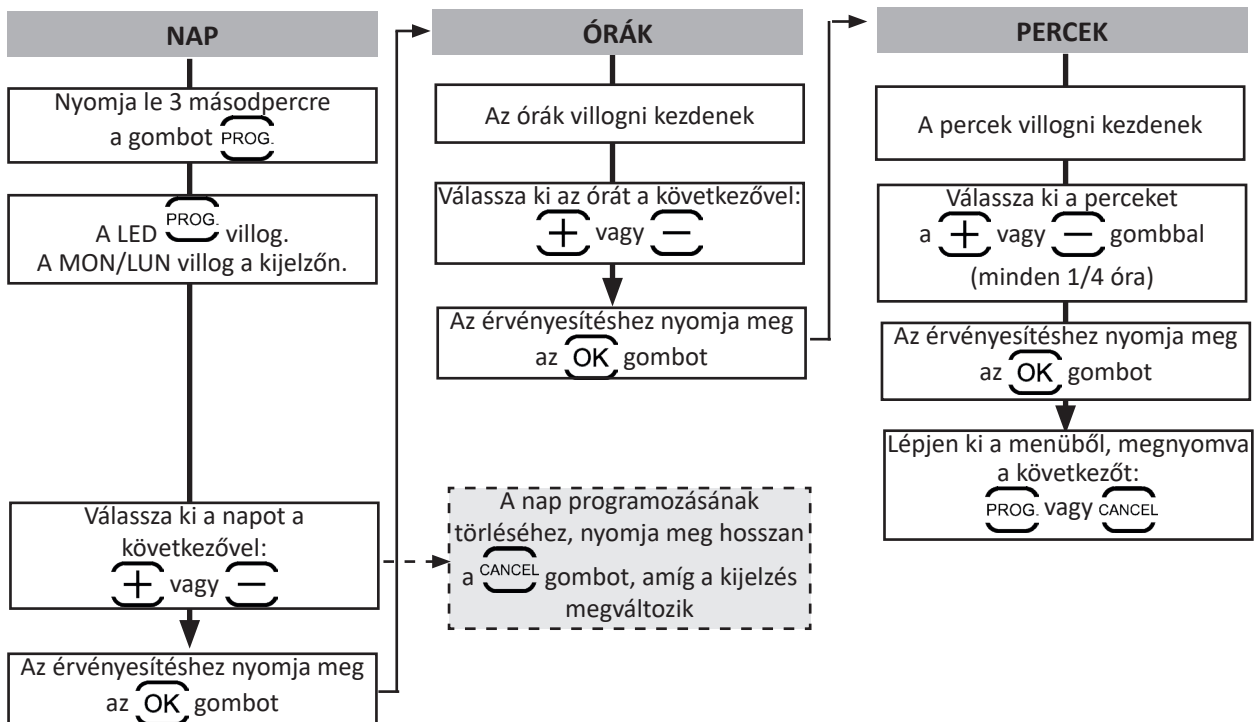 NAP
Nyomja le 3 másodpercre
a gombot PROG.
A LED PROG. villog.
A MON/LUN villog a kijelzőn.
Válassza ki a napot a
következővel:
+ vagy −
Az érvényesítéshez nyomja meg
az OK gombot
A nap programozásának
törléséhez, nyomja meg hosszan
a CANCEL gombot, amíg a kijelzés
megváltozik
ÓRÁK
Az órák villogni kezdenek
Válassza ki az órát a következővel:
+ vagy −
Az érvényesítéshez nyomja meg
az OK gombot
PERCEK
A percek villogni kezdenek
Válassza ki a perceket
a + vagy − gombbal
(minden 1/4 óra)
Az érvényesítéshez nyomja meg
az OK gombot
Lépjen ki a menüből, megnyomva
a következőt:
PROG. vagy CANCEL